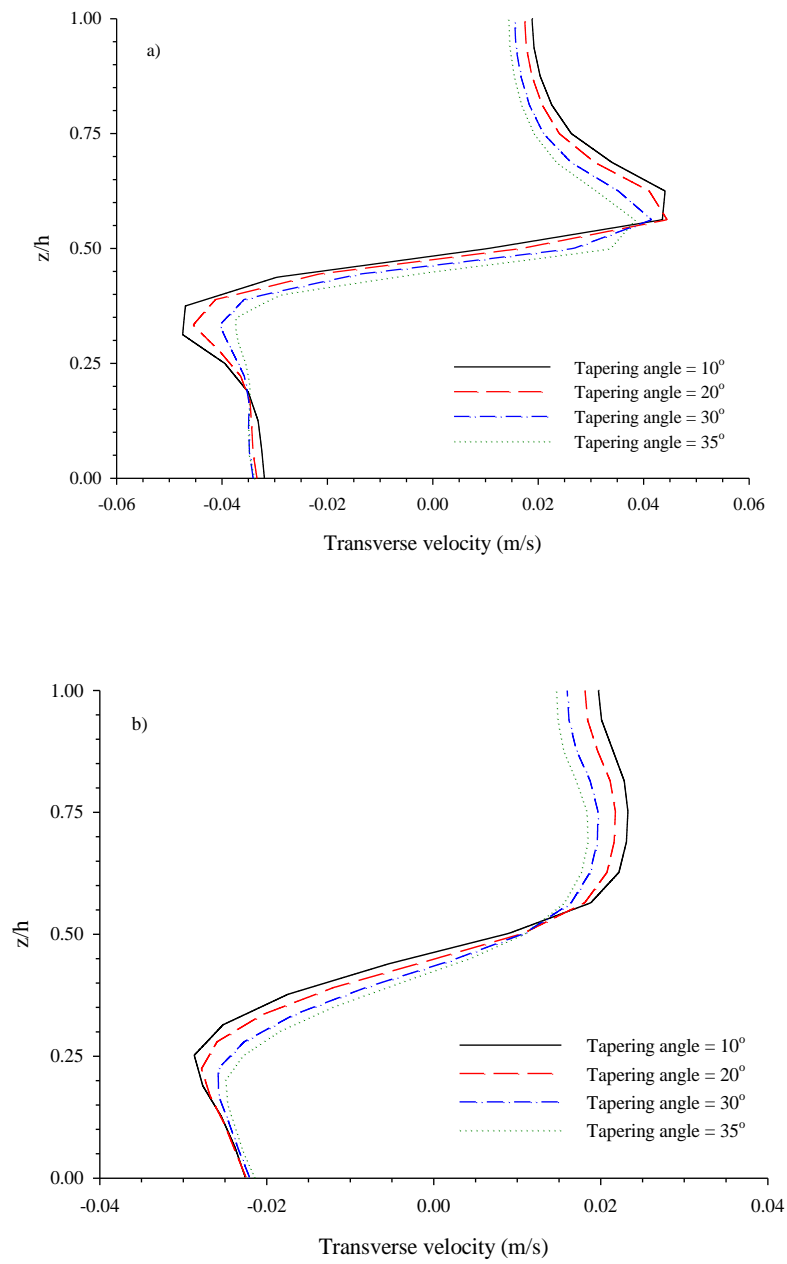 1.00
a)
0.75
z/h
0.50
0.25
Tapering angle = 10°
Tapering angle = 20°
Tapering angle = 30°
Tapering angle = 35°
0.00
-0.06 -0.04 -0.02 0.00 0.02 0.04 0.06
Transverse velocity (m/s)
1.00
b)
0.75
z/h
0.50
0.25
Tapering angle = 10°
Tapering angle = 20°
Tapering angle = 30°
Tapering angle = 35°
0.00
-0.04 -0.02 0.00 0.02 0.04
Transverse velocity (m/s)